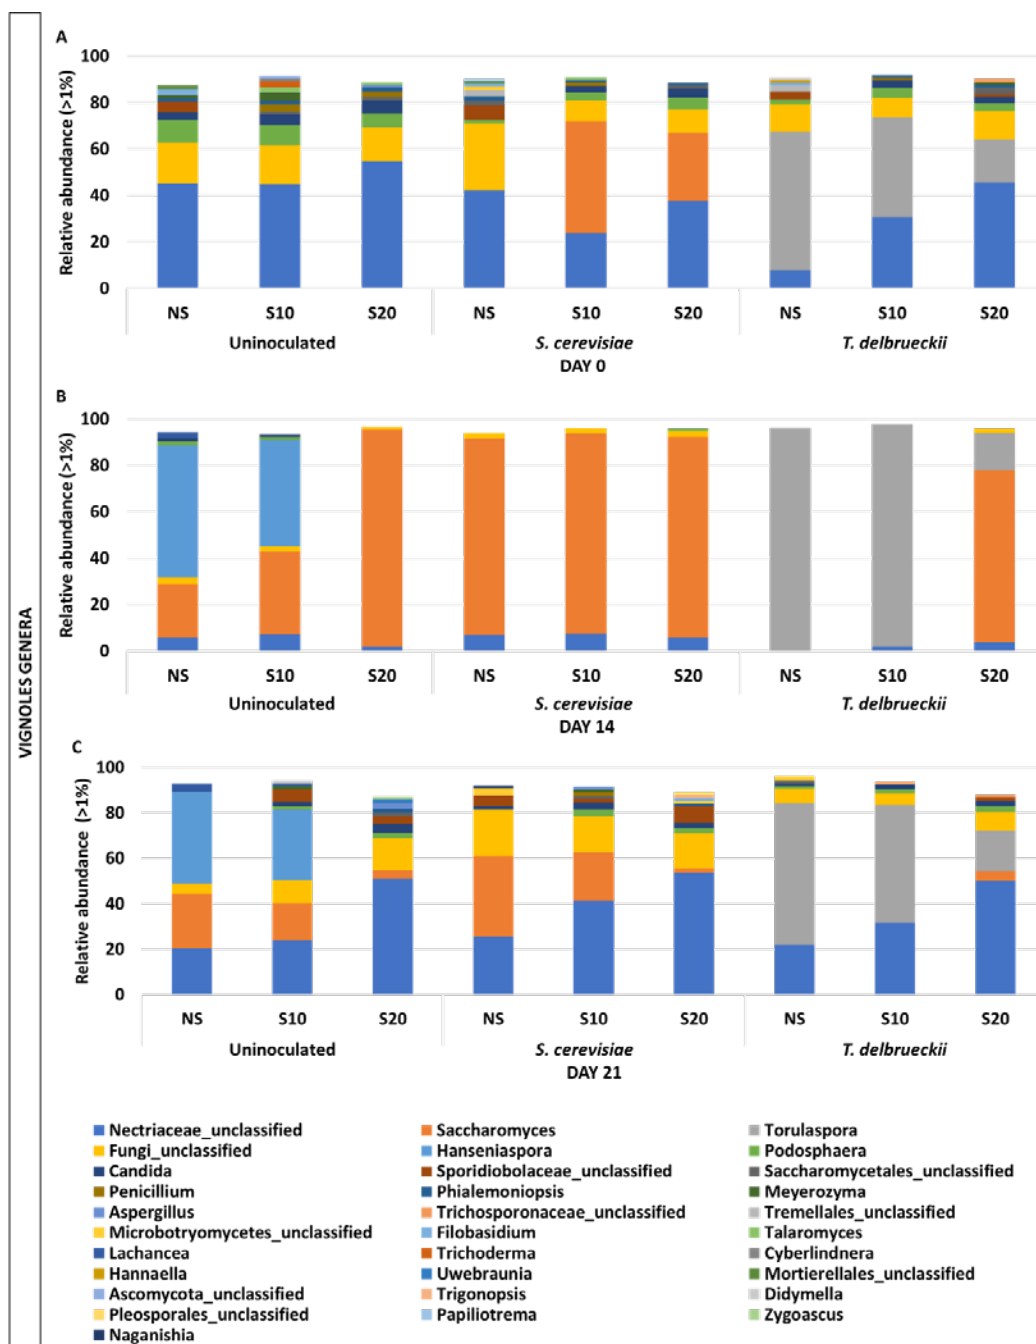 VIGNOLES GENERA
A
Relative abundance (>1%)
100
80
60
40
20
0
NS S10 S20 NS S10 S20 NS S10 S20
Uninoculated S. cerevisiae T. delbrueckii
DAY 0
B
Relative abundance (>1%)
100
80
60
40
20
0
NS S10 S20 NS S10 S20 NS S10 S20
Uninoculated S. cerevisiae T. delbrueckii
DAY 14
C
Relative abundance (>1%)
100
80
60
40
20
0
NS S10 S20 NS S10 S20 NS S10 S20
Uninoculated S. cerevisiae T. delbrueckii
DAY 21
Nectriaceae_unclassified Saccharomyces Torulaspora
Fungi_unclassified Hanseniaspora Podosphaera
Candida Sporidiobolaceae_unclassified Saccharomycetales_unclassified
Penicillium Phialemoniopsis Meyerozyma
Aspergillus Trichosporonaceae_unclassified Tremellales_unclassified
Microbotryomycetes_unclassified Filobasidium Talaromyces
Lachancea Trichoderma Cyberlindnera
Hannaella Uwebraunia Mortierellales_unclassified
Ascomycota_unclassified Trigonopsis Didymella
Pleosporales_unclassified Papiliotrema Zygoascus
Naganishia